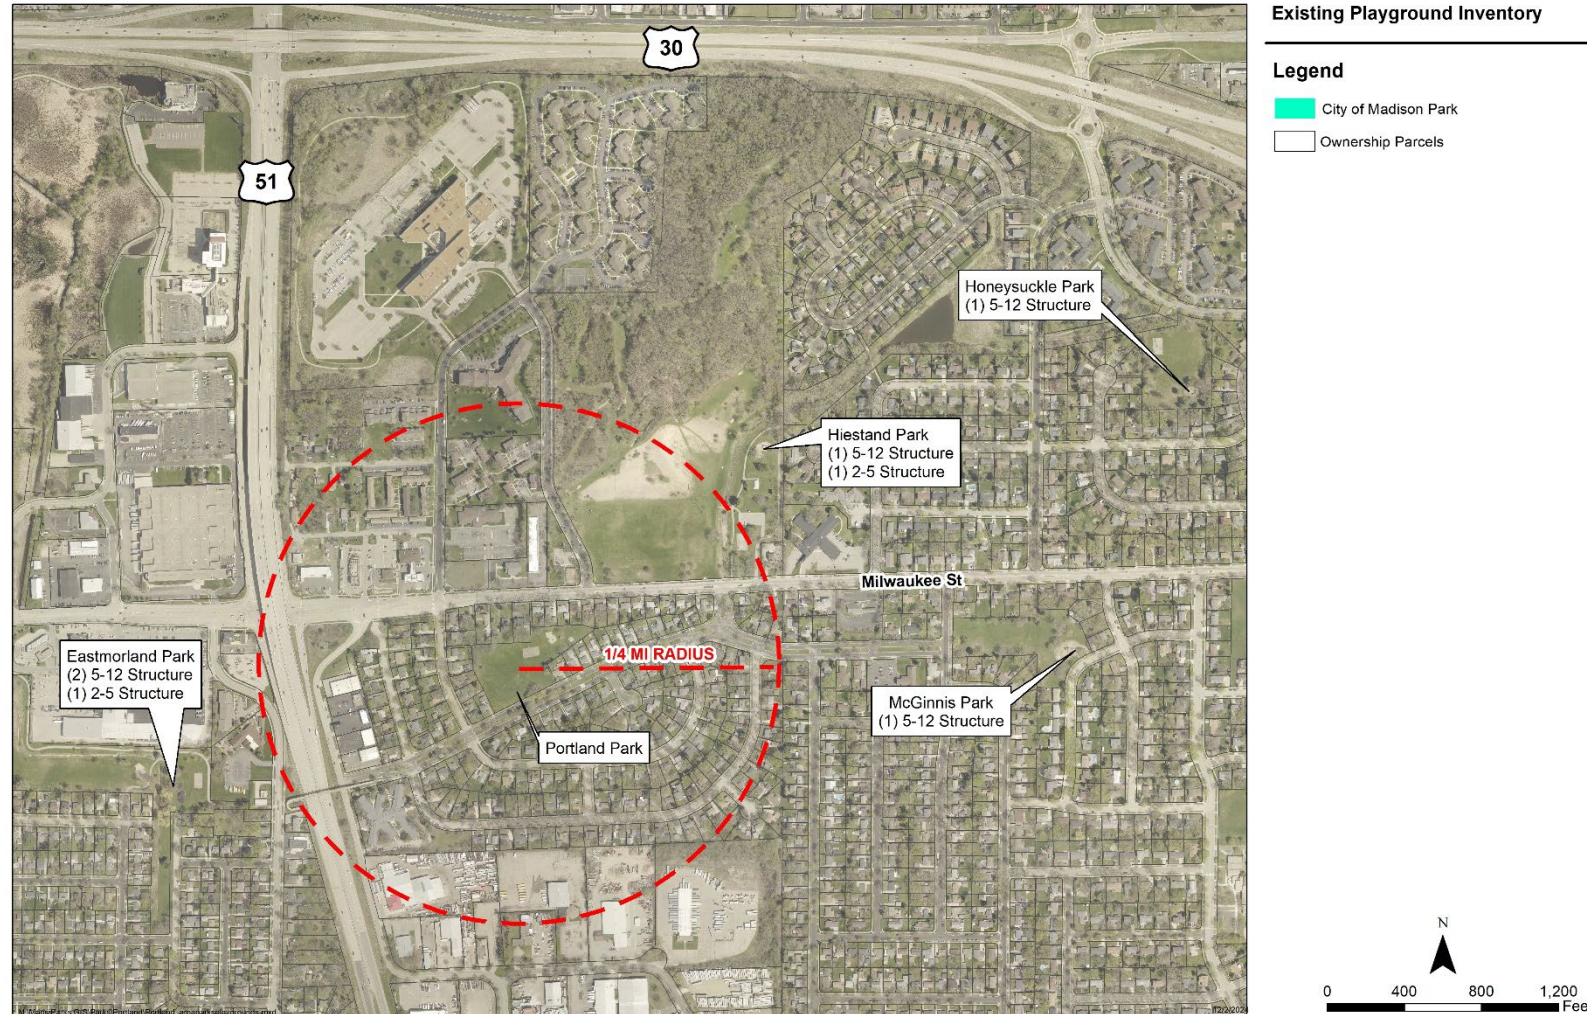 Existing Playground Inventory
Legend
City of Madison Park
Ownership Parcels
30
51
Honeysuckle Park
(1) 5-12 Structure
Hiestand Park
(1) 5-12 Structure
(1) 2-5 Structure
Milwaukee St
Eastmorland Park
(2) 5-12 Structure
(1) 2-5 Structure
1/4 MI RADIUS
McGinnis Park
(1) 5-12 Structure
Portland Park
N
0 400 800 1,200
Fee
12/2/2024